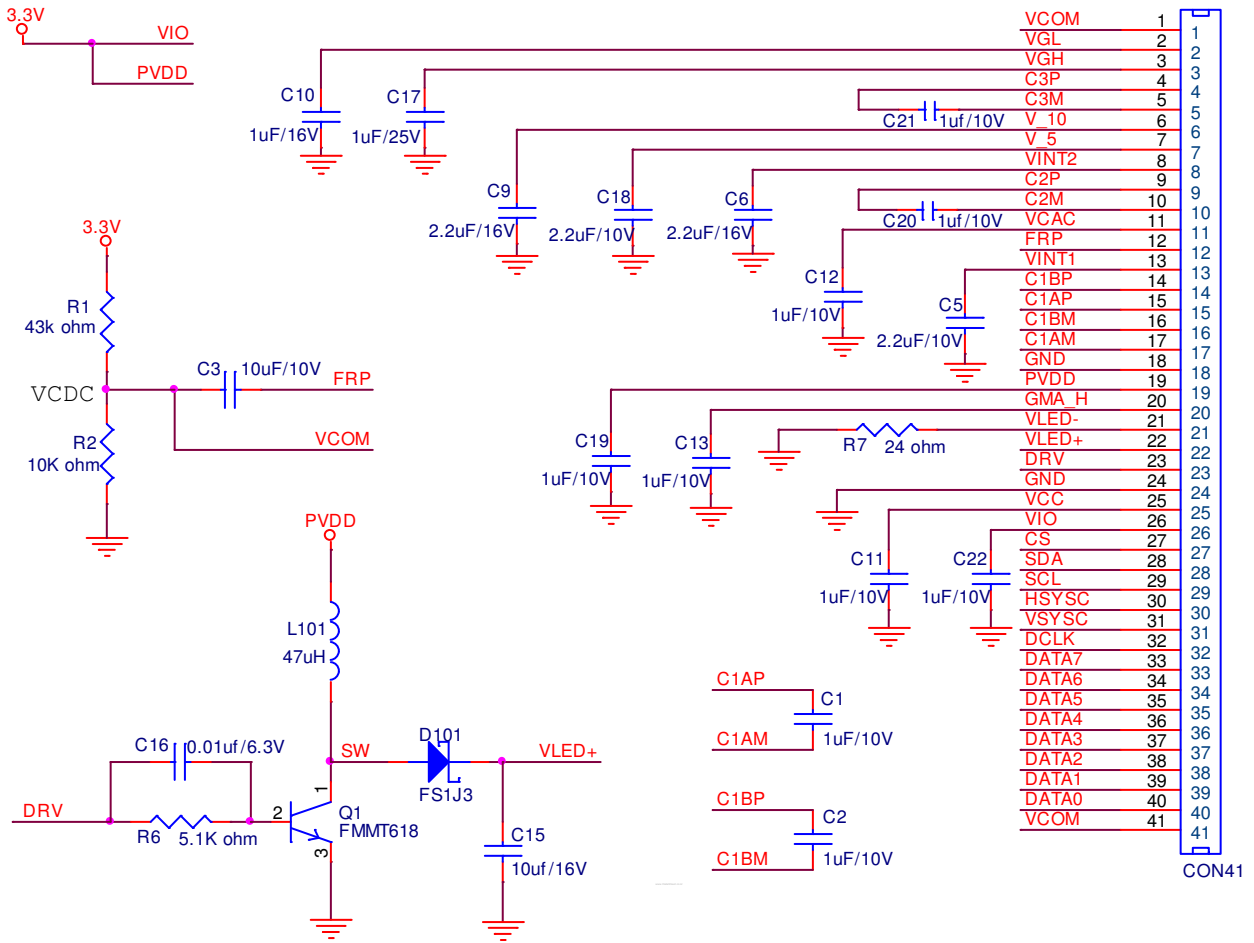 3.3V
VIO
PVDD
C10
1uF/16V
C17
1uF/25V
C21
1uf/10V
C9
2.2uF/16V
C18
2.2uF/10V
C6
2.2uF/16V
C20
1uf/10V
C12
1uF/10V
C5
2.2uF/10V
3.3V
R1
43k ohm
VCDC
C3
10uF/10V
FRP
VCOM
R2
10K ohm
C19
1uF/10V
C13
1uF/10V
R7
24 ohm
C11
1uF/10V
C22
1uF/10V
PVDD
L101
47uH
SW
D101
FS1J3
VLED+
C16
0.01uf/6.3V
DRV
R6
5.1K ohm
1
2
3
Q1
FMMT618
C15
10uf/16V
C1AP
C1AM
C1
1uF/10V
C1BP
C1BM
C2
1uF/10V
VCOM 1 1
VGL 2 2
VGH 3 3
C3P 4 4
C3M 5 5
V_10 6 6
V_5 7 7
VINT2 8 8
C2P 9 9
C2M 10 10
VCAC 11 11
FRP 12 12
VINT1 13 13
C1BP 14 14
C1AP 15 15
C1BM 16 16
C1AM 17 17
GND 18 18
PVDD 19 19
GMA_H 20 20
VLED- 21 21
VLED+ 22 22
DRV 23 23
GND 24 24
VCC 25 25
VIO 26 26
CS 27 27
SDA 28 28
SCL 29 29
HSYSC 30 30
VSYSC 31 31
DCLK 32 32
DATA7 33 33
DATA6 34 34
DATA5 35 35
DATA4 36 36
DATA3 37 37
DATA2 38 38
DATA1 39 39
DATA0 40 40
VCOM 41 41
CON41